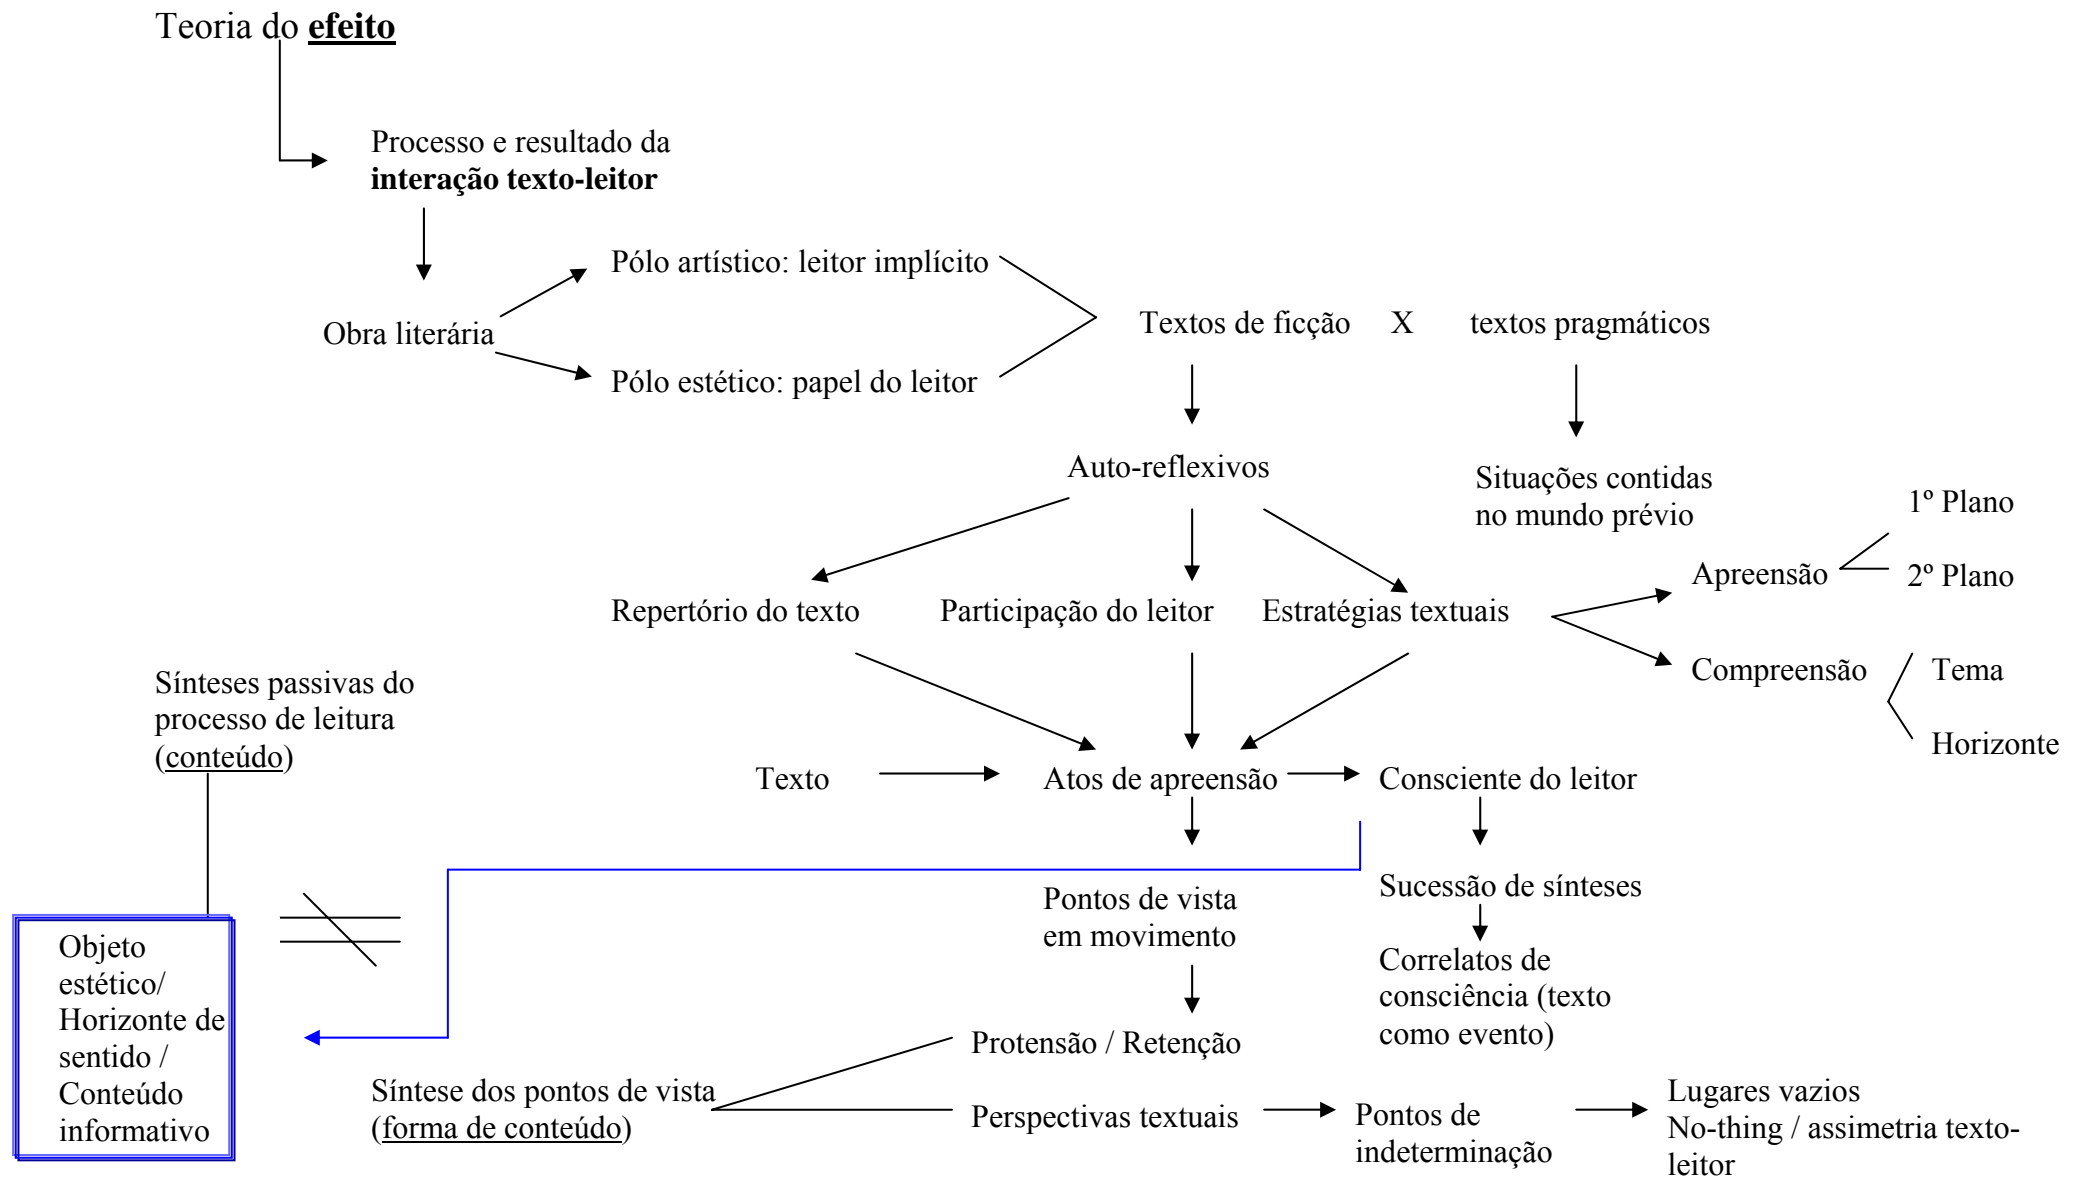 Teoria do efeito
Processo e resultado da
interação texto-leitor
Pólo artístico: leitor implícito
Obra literária
Pólo estético: papel do leitor
Textos de ficção X textos pragmáticos
Auto-reflexivos
Situações contidas
no mundo prévio
1º Plano
Apreensão
2º Plano
Repertório do texto
Participação do leitor
Estratégias textuais
Compreensão
Tema
Horizonte
Sínteses passivas do
processo de leitura
(conteúdo)
Texto
Atos de apreensão
Consciente do leitor
Pontos de vista
em movimento
Sucessão de sínteses
Correlatos de
consciência (texto
como evento)
Objeto
estético/
Horizonte de
sentido /
Conteúdo
informativo
Protensão / Retenção
Síntese dos pontos de vista
(forma de conteúdo)
Perspectivas textuais
Pontos de
indeterminação
Lugares vazios
No-thing / assimetria texto-
leitor